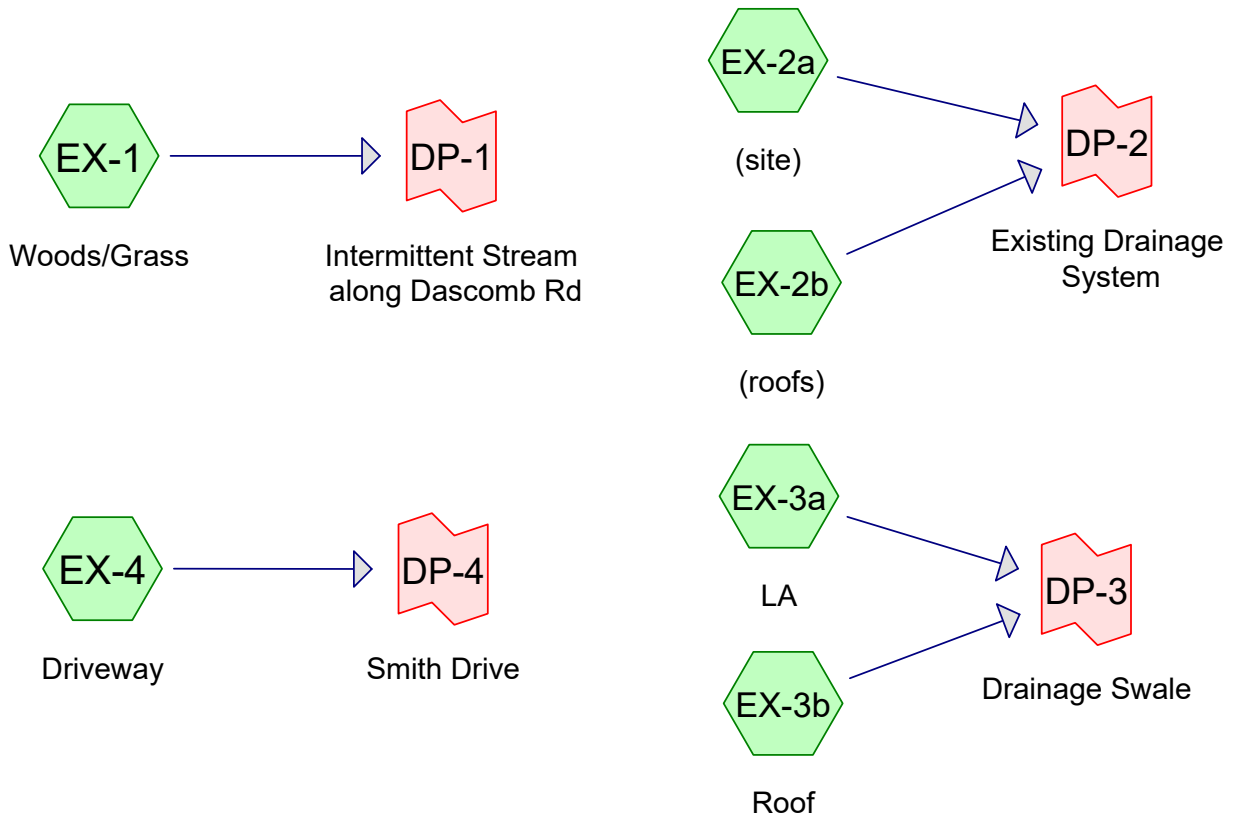 EX-1
Woods/Grass
DP-1
Intermittent Stream
along Dascomb Rd
EX-2a
(site)
EX-2b
(roofs)
DP-2
Existing Drainage
System
EX-4
Driveway
DP-4
Smith Drive
EX-3a
LA
EX-3b
Roof
DP-3
Drainage Swale